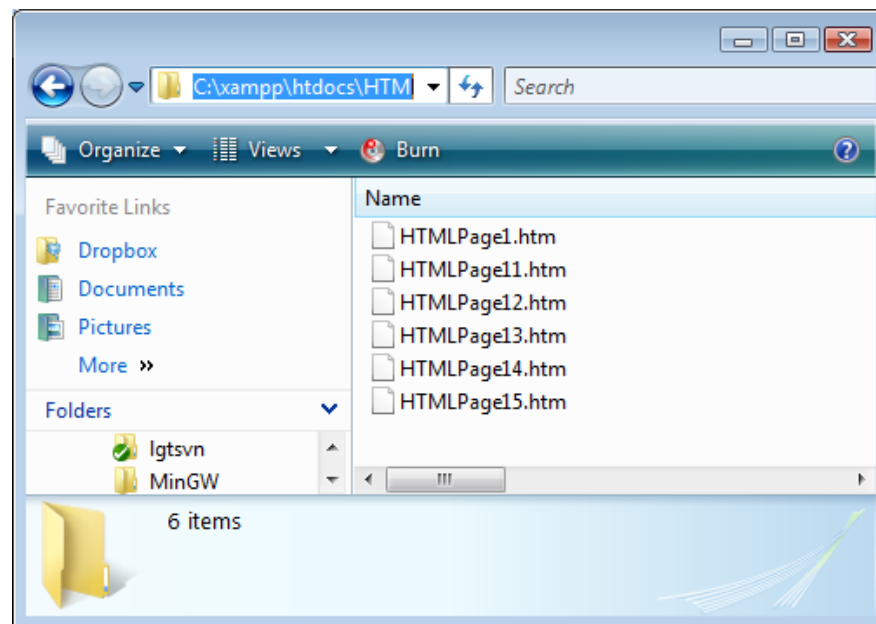 C:\xampp\htdocs\HTM
Search
Organize Views Burn
Favorite Links
Dropbox
Documents
Pictures
More »
Folders
lgtsvn
MinGW
Name
HTMLPage1.htm
HTMLPage11.htm
HTMLPage12.htm
HTMLPage13.htm
HTMLPage14.htm
HTMLPage15.htm
6 items